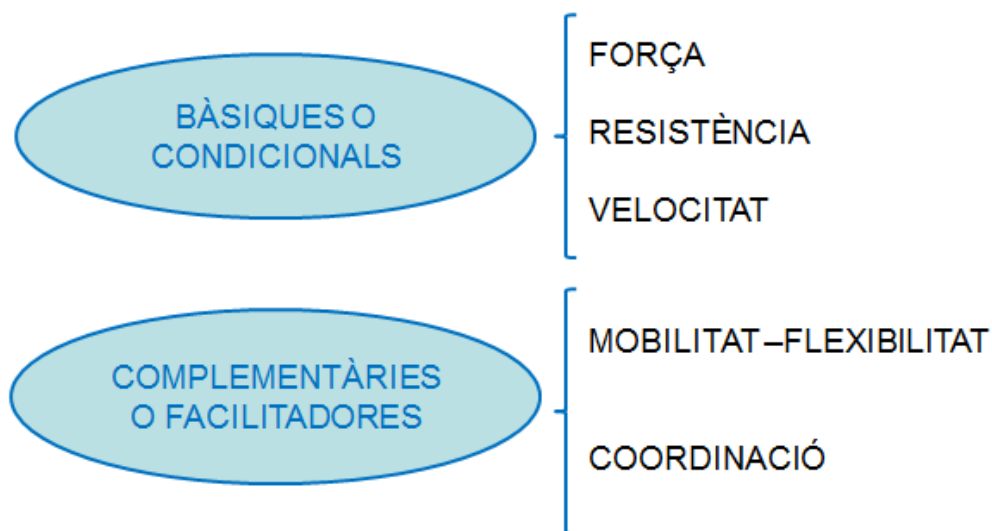 BÀSIQUES O
CONDICIONALS
FORÇA
RESISTÈNCIA
VELOCITAT
COMPLEMENTÀRIES
O FACILITADORES
MOBILITAT–FLEXIBILITAT
COORDINACIÓ